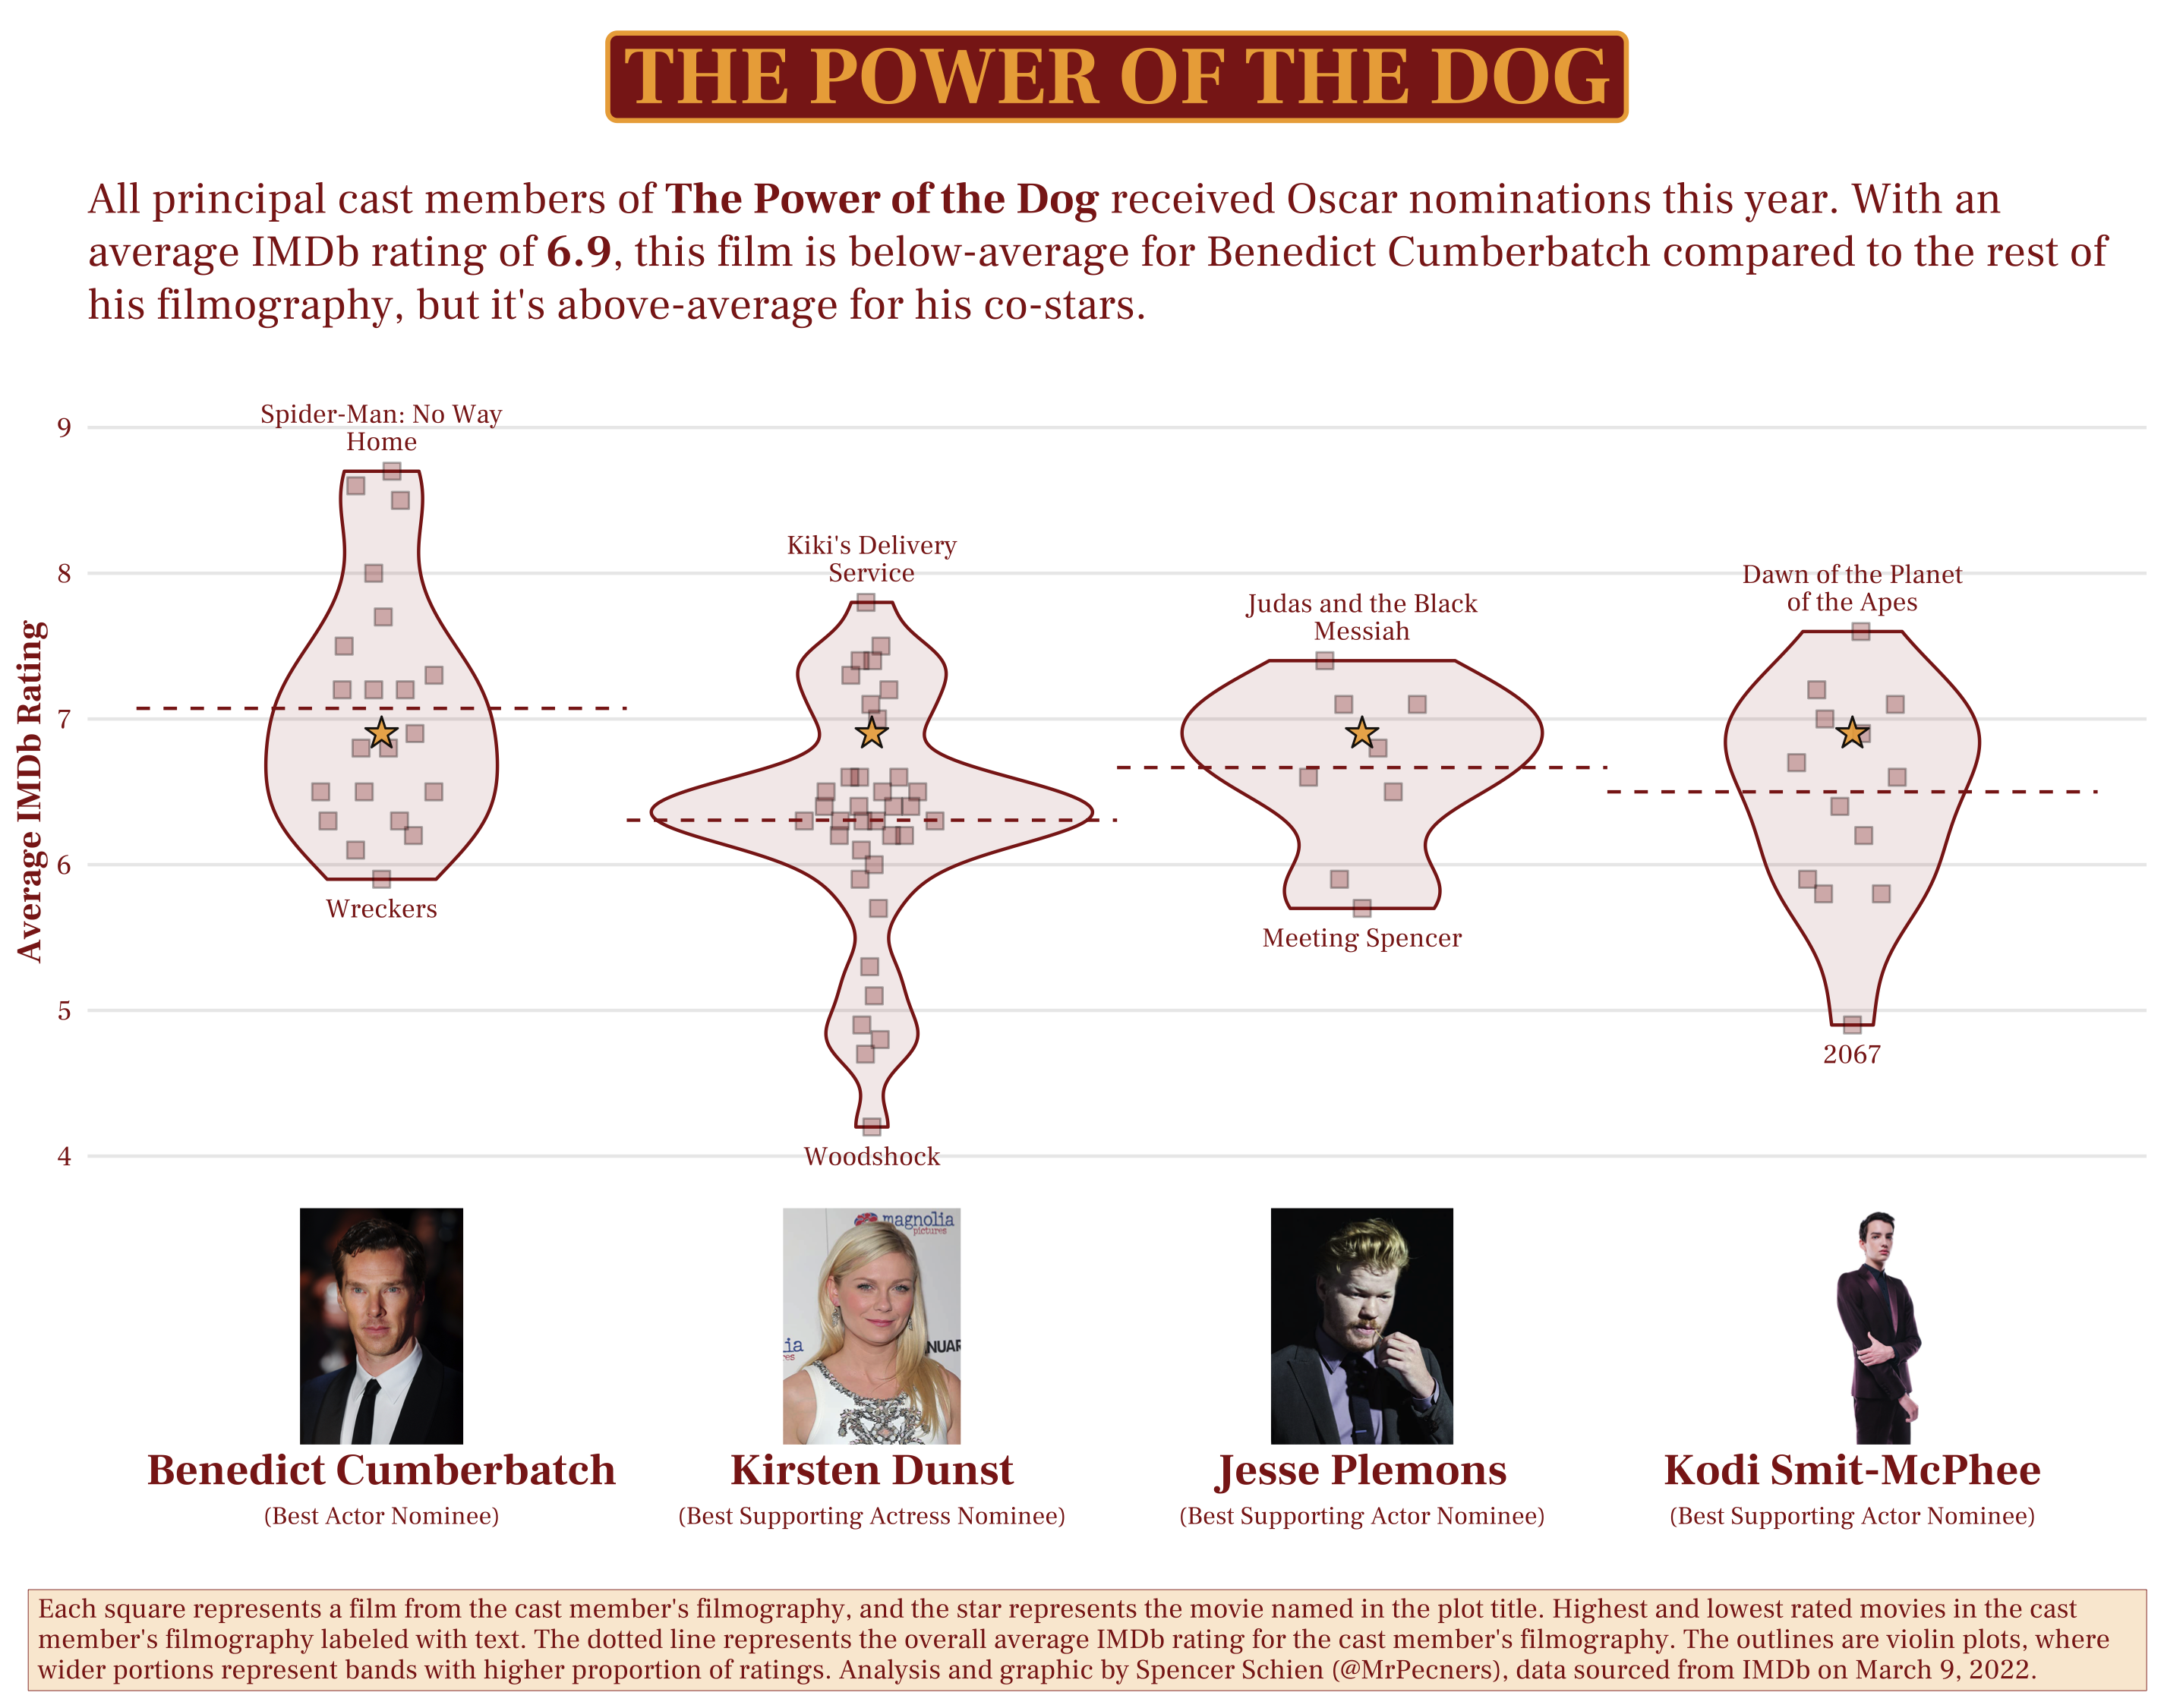 THE POWER OF THE DOG
All principal cast members of The Power of the Dog received Oscar nominations this year. With an
average IMDb rating of 6.9, this film is below-average for Benedict Cumberbatch compared to the rest of
his filmography, but it's above-average for his co-stars.
Average IMDb Rating
9
8
7
6
5
4
Spider-Man: No Way
Home
Wreckers
Kiki's Delivery
Service
Woodshock
Judas and the Black
Messiah
Meeting Spencer
Dawn of the Planet
of the Apes
2067
magnolia
pictures
ia
es
NUAR
Benedict Cumberbatch
(Best Actor Nominee)
Kirsten Dunst
(Best Supporting Actress Nominee)
Jesse Plemons
(Best Supporting Actor Nominee)
Kodi Smit-McPhee
(Best Supporting Actor Nominee)
Each square represents a film from the cast member's filmography, and the star represents the movie named in the plot title. Highest and lowest rated movies in the cast
member's filmography labeled with text. The dotted line represents the overall average IMDb rating for the cast member's filmography. The outlines are violin plots, where
wider portions represent bands with higher proportion of ratings. Analysis and graphic by Spencer Schien (@MrPecners), data sourced from IMDb on March 9, 2022.